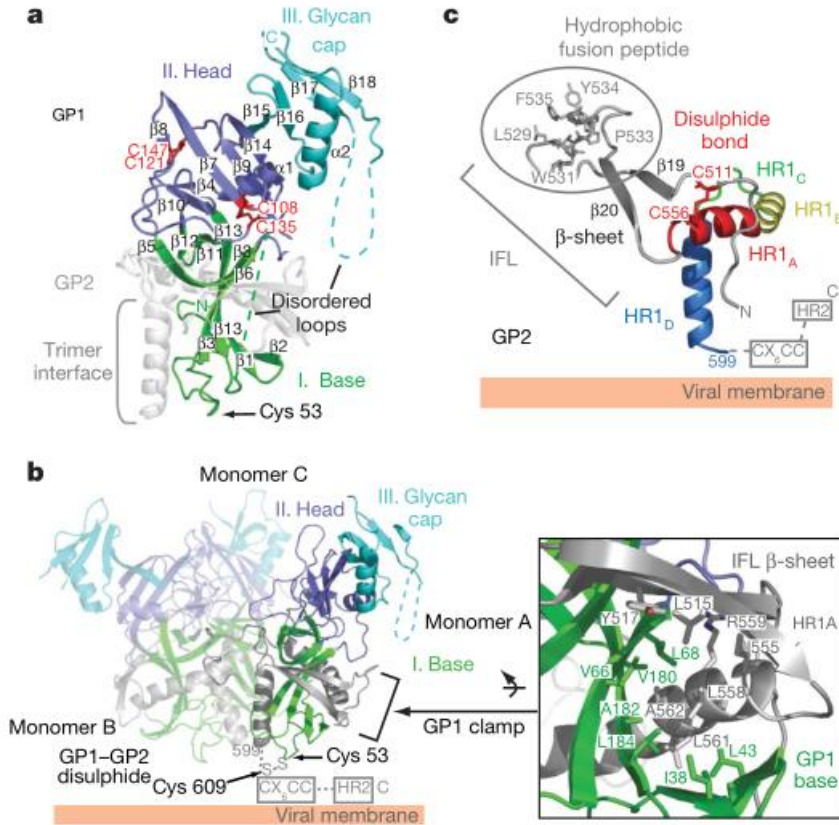 a
III. Glycan
cap
C
II. Head
GP1
β17
β18
β15
β16
β8
β14
C147
C121
β7
β9
α1
α2
β4
C108
β10
C135
β13
β5
β12
β11
β3
GP2
β6
N
Disordered
loops
Trimer
interface
β13
β3
β2
β1
I. Base
Cys 53
c
Hydrophobic
fusion peptide
Y534
F535
L529
P533
W531
Disulphide
bond
β19
C511
HR1C
β20
C556
HR1B
β-sheet
IFL
HR1A
N
HR1D
C
HR2
GP2
599
CX6CC
Viral membrane
b
Monomer C
II. Head
III. Glycan
cap
Monomer A
I. Base
Monomer B
599
GP1 clamp
GP1–GP2
disulphide
S
S
Cys 53
Cys 609
CX6CC
HR2
C
Viral membrane
IFL β-sheet
L515
Y517
R559
HR1A
L68
I555
V66
V180
L558
A182
A562
L184
L561
L43
GP1
base
I38